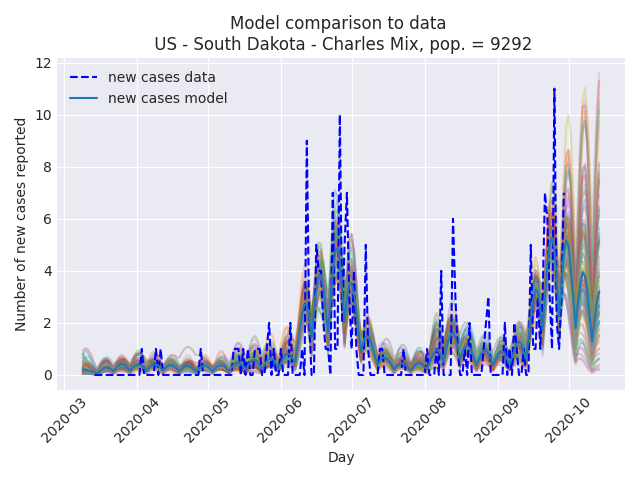 Model comparison to data
US - South Dakota - Charles Mix, pop. = 9292
new cases data
new cases model
Number of new cases reported
12
10
8
6
4
2
0
2020-03
2020-04
2020-05
2020-06
2020-07
2020-08
2020-09
2020-10
Day